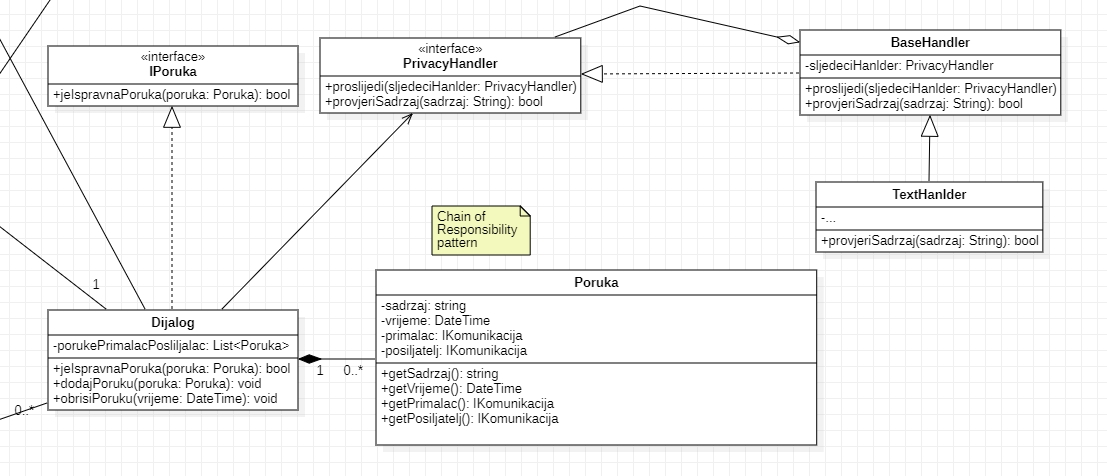 «interface»
IPoruka
+jeIspravnaPoruka(poruka: Poruka): bool
«interface»
PrivacyHandler
+proslijedi(sljedeciHanlder: PrivacyHandler)
+provjeriSadrzaj(sadrzaj: String): bool
BaseHandler
-sljedeciHanlder: PrivacyHandler
+proslijedi(sljedeciHanlder: PrivacyHandler)
+provjeriSadrzaj(sadrzaj: String): bool
TextHanlder
-...
+provjeriSadrzaj(sadrzaj: String): bool
Chain of
Responsibility
pattern
1
Dijalog
-porukePrimalacPosliljalac: List<Poruka>
+jeIspravnaPoruka(poruka: Poruka): bool
+dodajPoruku(poruka: Poruka): void
+obrisiPoruku(vrijeme: DateTime): void
0..*
1
0..*
Poruka
-sadrzaj: string
-vrijeme: DateTime
-primalac: IKomunikacija
-posiljatelj: IKomunikacija
+getSadrzaj(): string
+getVrijeme(): DateTime
+getPrimalac(): IKomunikacija
+getPosiljatelj(): IKomunikacija